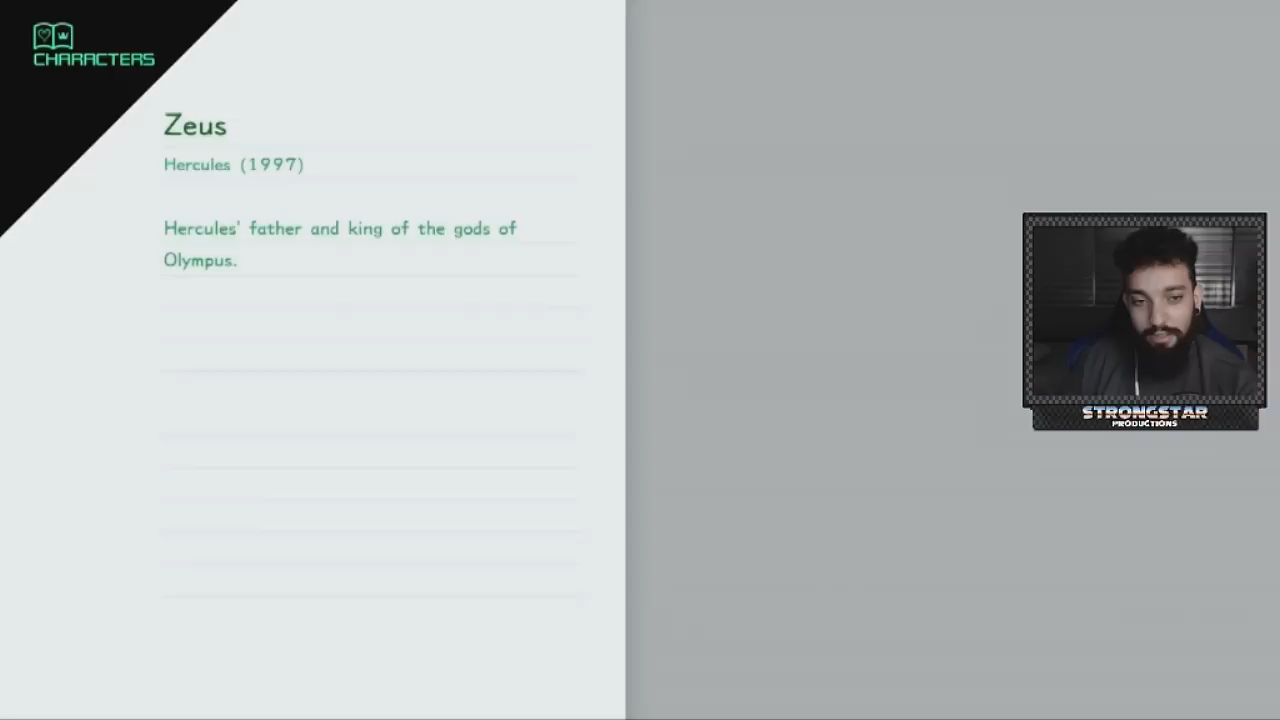 CHARACTERS
Zeus
Hercules (1997)
Hercules' father and king of the gods of
Olympus.
STRONGSTAR
PRODUCTIONS